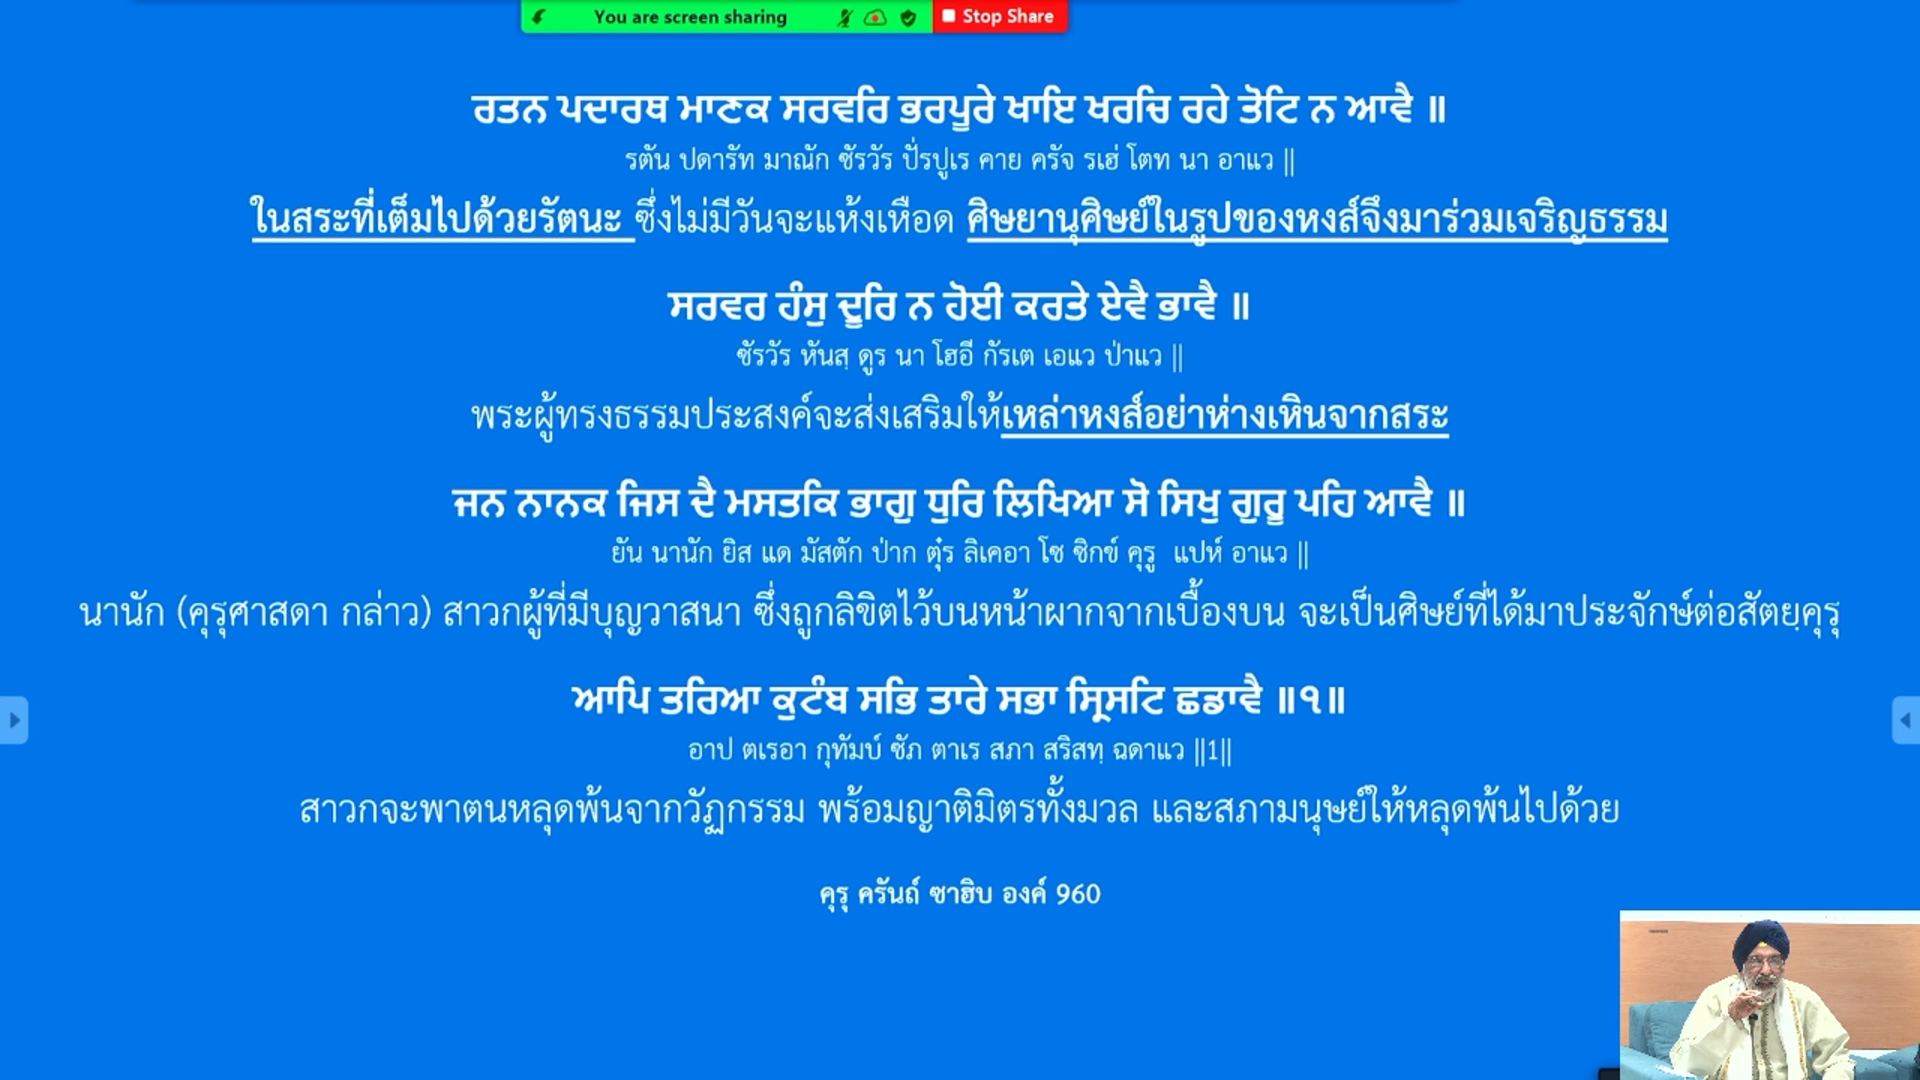 You are screen sharing Stop Share
ਰਤਨ ਪਦਾਰਥ ਮਾਣਕ ਸਰਵਰਿ ਭਰਪੂਰੇ ਖਾਇ ਖਰਚਿ ਰਹੇ ਤੋਟਿ ਨ ਆਵੈ ॥
รตัน ปดารัท มาณัก ซัรวัร ปั่รปูเร คาย ครัจ รเฮ่ โตท นา อาแว ||
ในสระที่เต็มไปด้วยรัตนะ ซึ่งไม่มีวันจะแห้งเหือด ศิษยานุศิษย์ในรูปของหงส์จึงมาร่วมเจริญธรรม
ਸਰਵਰ ਹੰਸੁ ਦੂਰਿ ਨ ਹੋਈ ਕਰਤੇ ਏਵੈ ਭਾਵੈ ॥
ซัรวัร หันสฺ ดูร นา โฮอี กัรเต เอแว ป่าแว ||
พระผู้ทรงธรรมประสงค์จะส่งเสริมให้เหล่าหงส์อย่าห่างเหินจากสระ
ਜਨ ਨਾਨਕ ਜਿਸ ਦੈ ਮਸਤਕਿ ਭਾਗੁ ਧੁਰਿ ਲਿਖਿਆ ਸੋ ਸਿਖੁ ਗੁਰੂ ਪਹਿ ਆਵੈ ॥
ยัน นานัก ยิส แด มัสตัก ป่าก ตุ๋ร ลิเคอา โซ ซิกข์ คุรู แปห์ อาแว ||
นานัก (คุรุศาสดา กล่าว) สาวกผู้ที่มีบุญวาสนา ซึ่งถูกลิขิตไว้บนหน้าผากจากเบื้องบน จะเป็นศิษย์ที่ได้มาประจักษ์ต่อสัตยฺคุรุ
ਆਪਿ ਤਰਿਆ ਕੁਟੰਬ ਸਭਿ ਤਾਰੇ ਸਭਾ ਸ੍ਰਿਸਟਿ ਛਡਾਵੈ ॥੧॥
อาป ตเรอา กุทัมบ์ ซัภ ตาเร สภา สริสทฺ ฉดาแว ||1||
สาวกจะพาตนหลุดพ้นจากวัฏกรรม พร้อมญาติมิตรทั้งมวล และสภามนุษย์ให้หลุดพ้นไปด้วย
คุรุ ครันถ์ ซาฮิบ องค์ 960